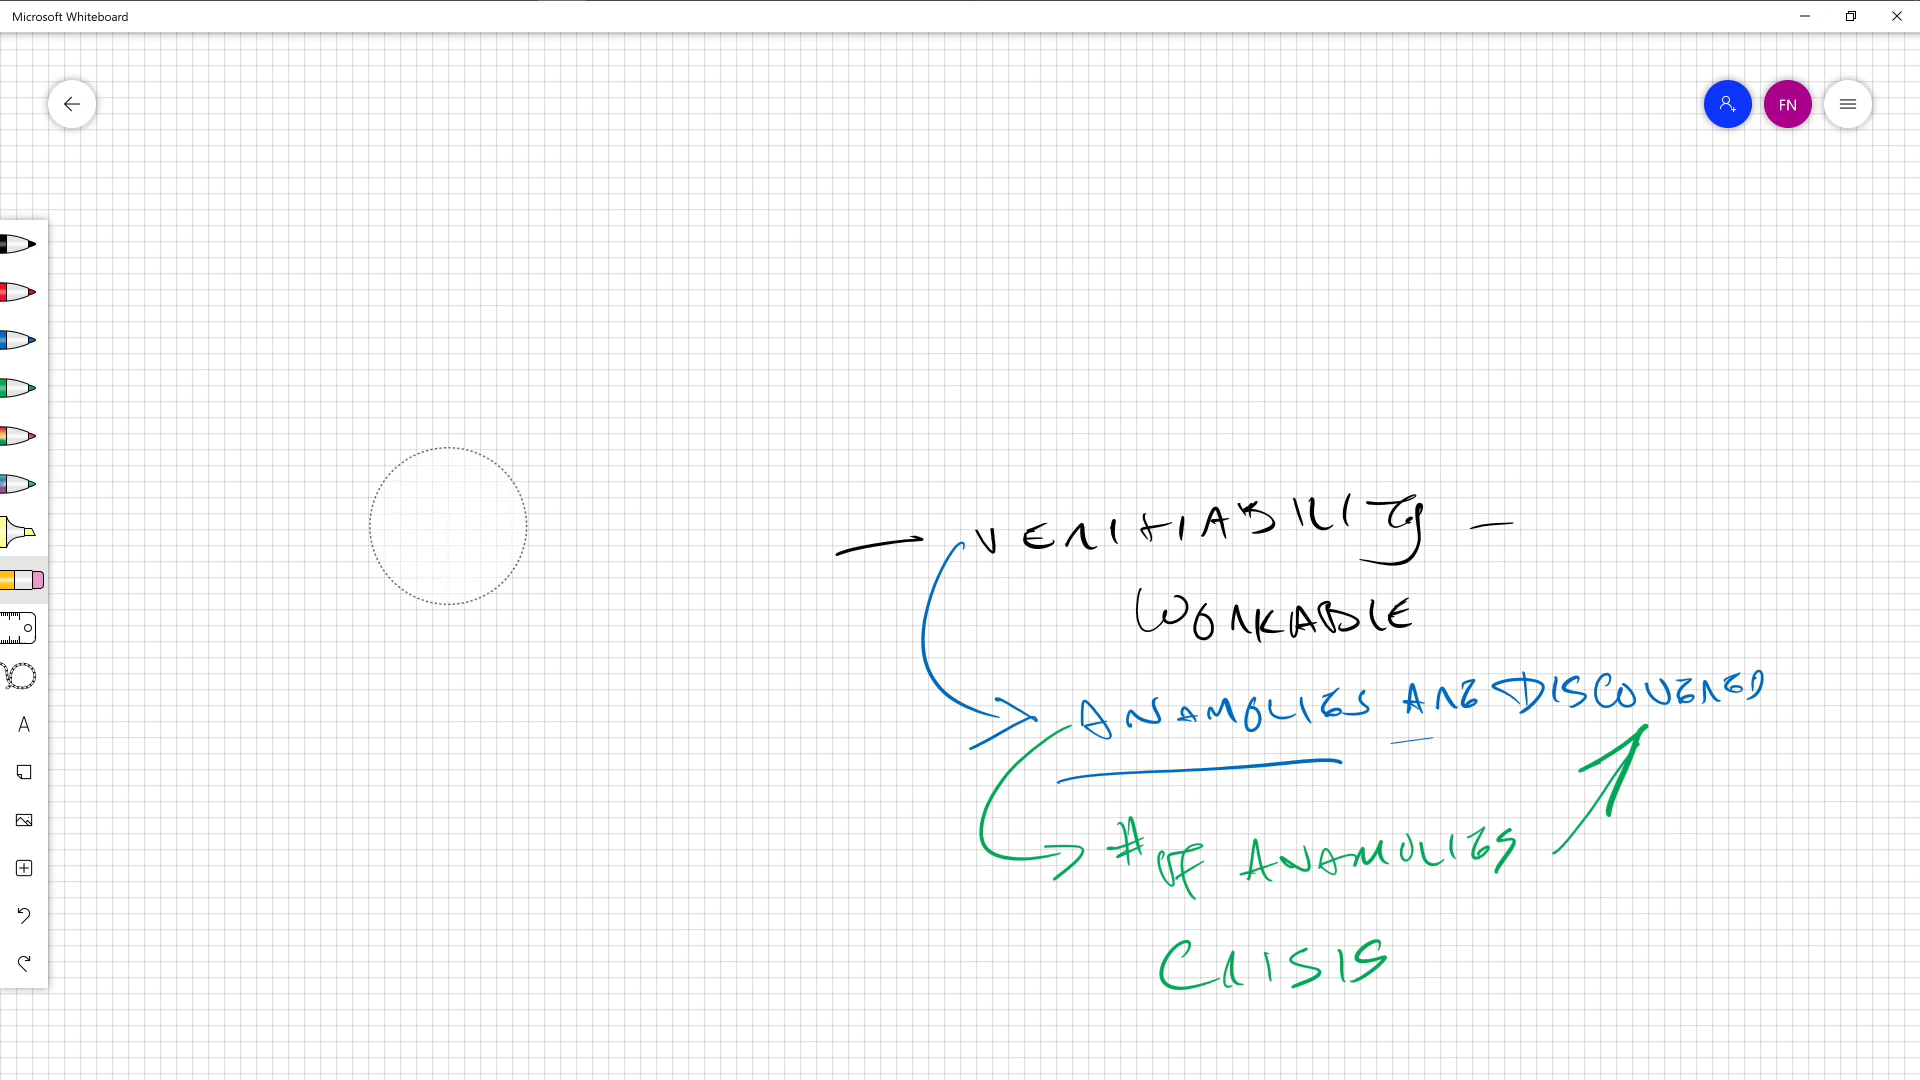 Microsoft Whiteboard
FN
A
— VERIFIABILITY —
WORKABLE
ANAMOLIES ARE DISCOVERED
# OF ANAMOLIES
CRISIS